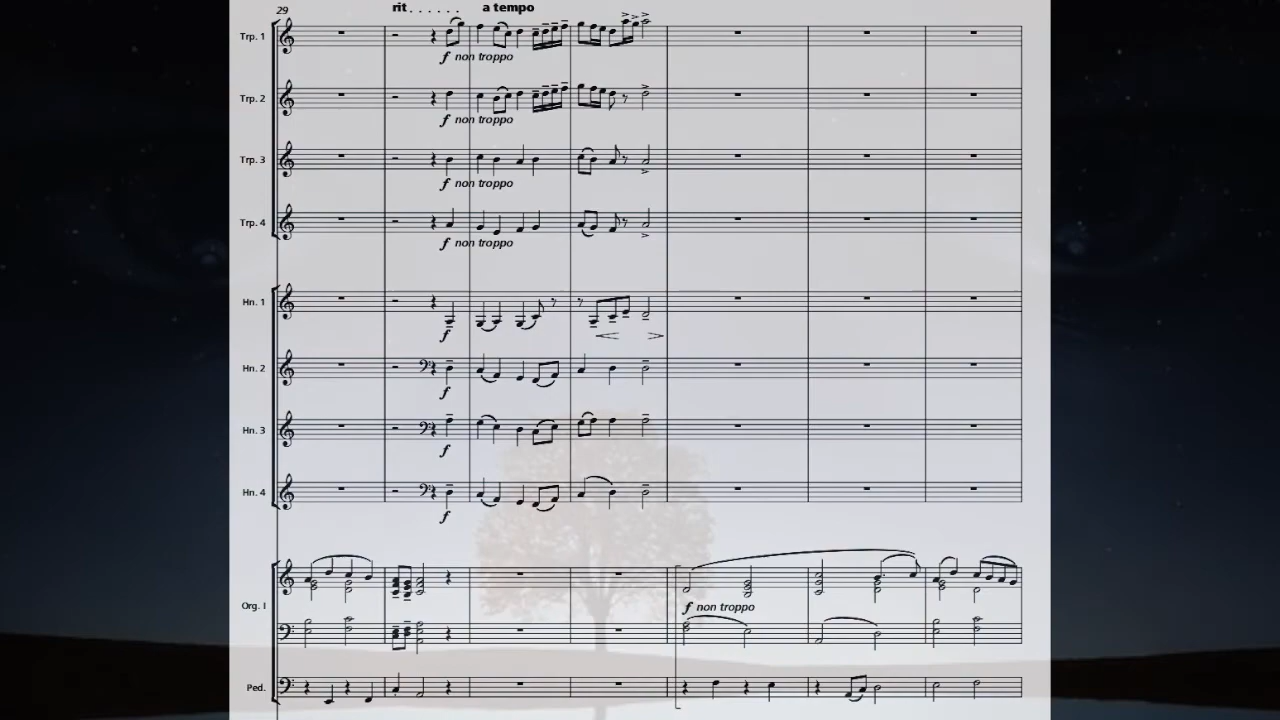 29
rit . . . . . . a tempo
Trp. 1
f non troppo
Trp. 2
f non troppo
Trp. 3
f non troppo
Trp. 4
f non troppo
Hn. 1
f
Hn. 2
f
Hn. 3
f
Hn. 4
f
Org. I
f non troppo
Ped.